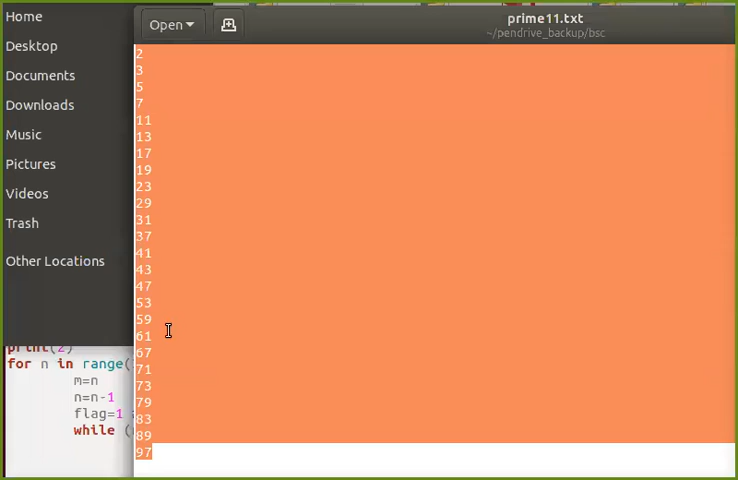 Home
Desktop
Documents
Downloads
Music
Pictures
Videos
Trash
Other Locations
Open
prime11.txt
~/pendrive_backup/bsc
2
3
5
7
11
13
17
19
23
29
31
37
41
43
47
53
59
61
67
71
73
79
83
89
97
print(2)
for n in range(
m=n
n=n-1
flag=1
while (